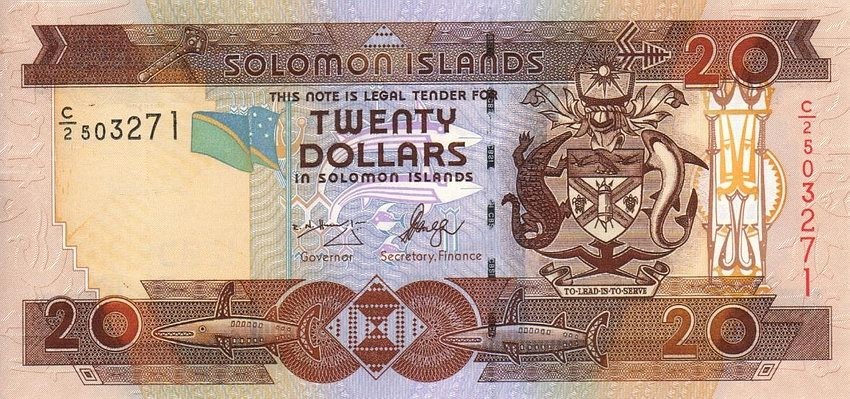 SOLOMON ISLANDS
20
C/2 503271
THIS NOTE IS LEGAL TENDER FOR
TWENTY
DOLLARS
IN SOLOMON ISLANDS
C/2 503271
Governor
Secretary, Finance
TO·LEAD·IS·TO·SERVE
20
20